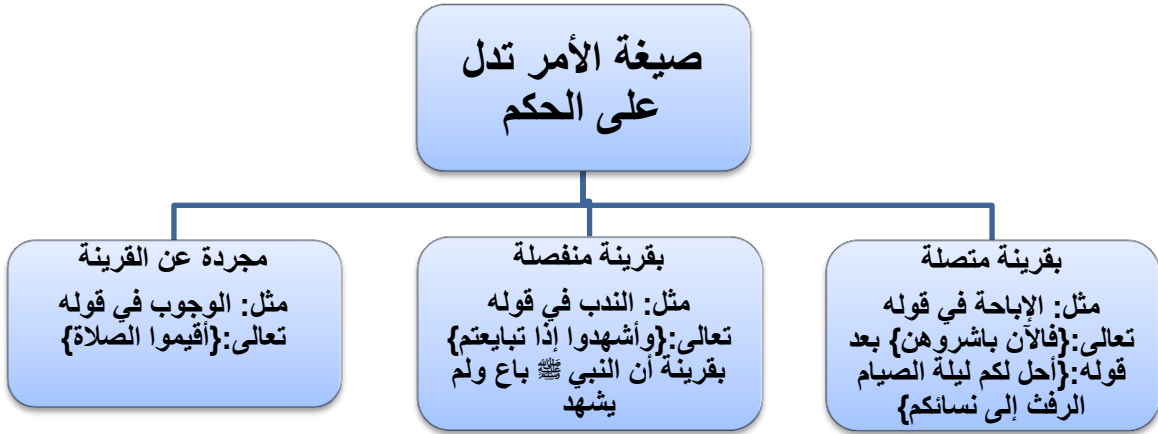 صيغة الأمر تدل
على الحكم
بقرينة متصلة
مثل: الإباحة في قوله
تعالى:{فالآن باشروهن} بعد
قوله:{أحل لكم ليلة الصيام
الرفث إلى نسائكم}
بقرينة منفصلة
مثل: الندب في قوله
تعالى:{وأشهدوا إذا تبايعتم}
بقرينة أن النبي ﷺ باع ولم
يشهد
مجردة عن القرينة
مثل: الوجوب في قوله
تعالى:{أقيموا الصلاة}